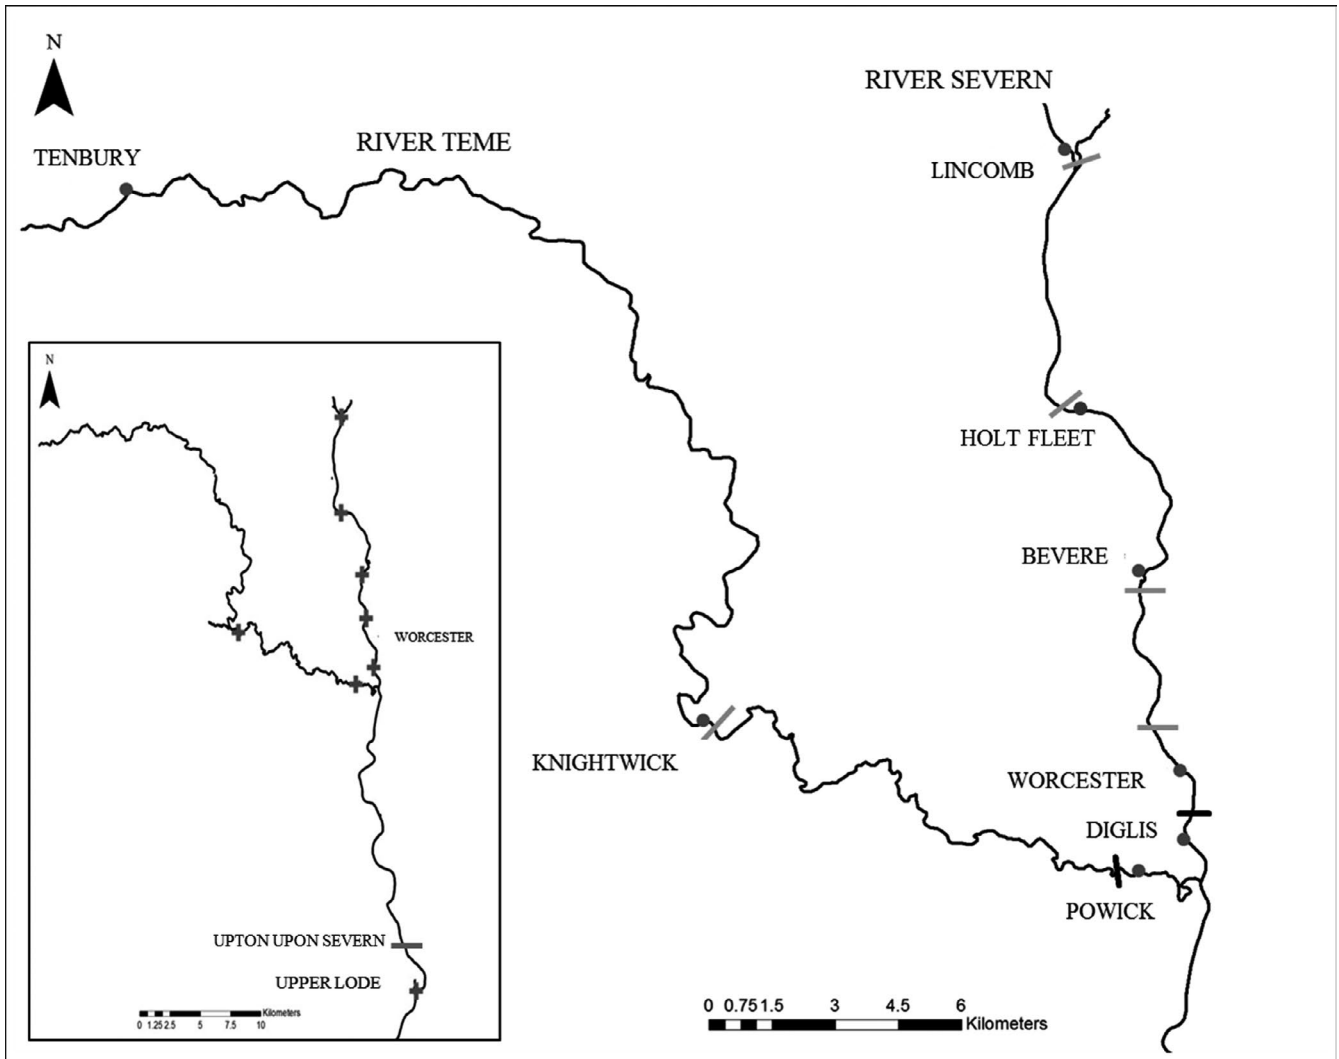 N
RIVER SEVERN
RIVER TEME
TENBURY
LINCOMB
HOLT FLEET
BEVERE
KNIGHTWICK
WORCESTER
DIGLIS
POWICK
0 0.75 1.5 3 4.5 6
Kilometers
N
WORCESTER
UPTON UPON SEVERN
UPPER LODE
Kilometers
0 1.25 2.5 5 7.5 10